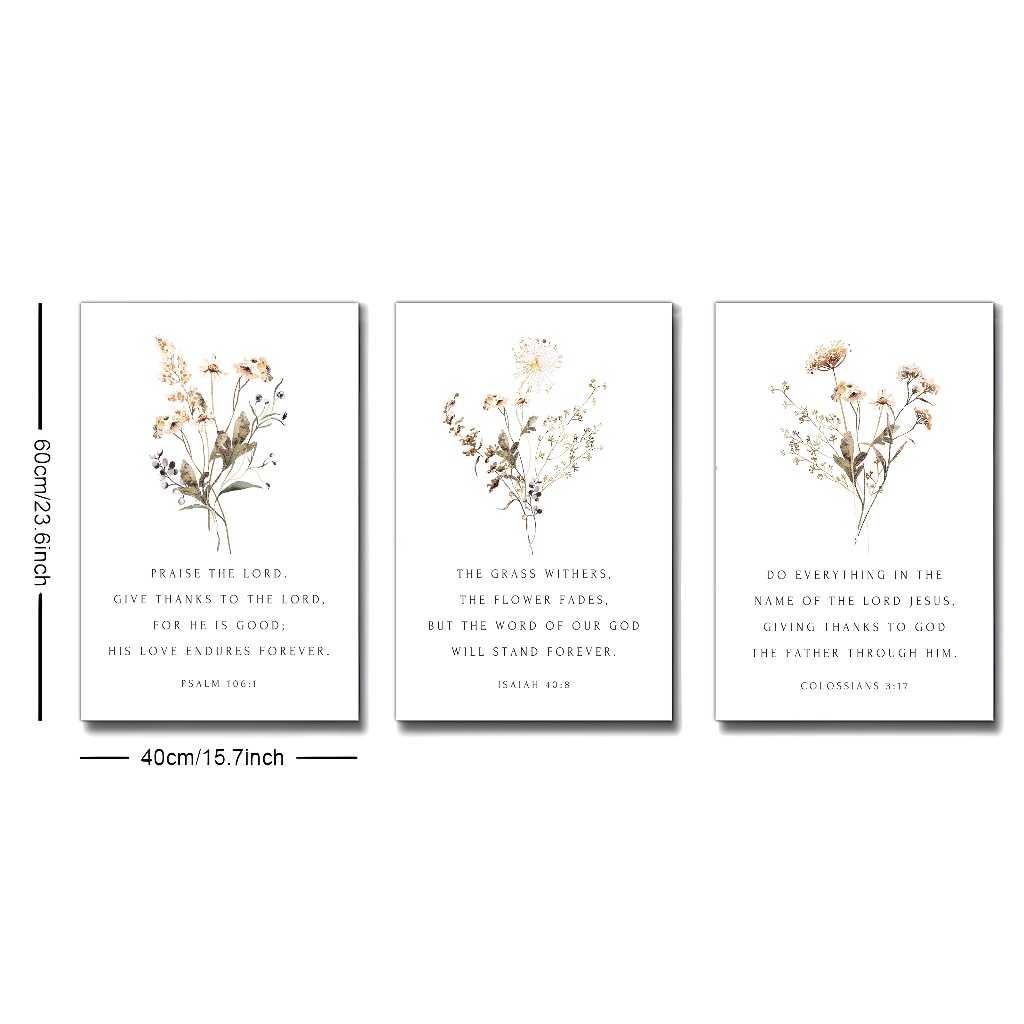 60cm/23.6inch
PRAISE THE LORD.
GIVE THANKS TO THE LORD,
FOR HE IS GOOD;
HIS LOVE ENDURES FOREVER.
PSALM 106:1
THE GRASS WITHERS,
THE FLOWER FADES,
BUT THE WORD OF OUR GOD
WILL STAND FOREVER.
ISAIAH 40:8
DO EVERYTHING IN THE
NAME OF THE LORD JESUS,
GIVING THANKS TO GOD
THE FATHER THROUGH HIM.
COLOSSIANS 3:17
40cm/15.7inch